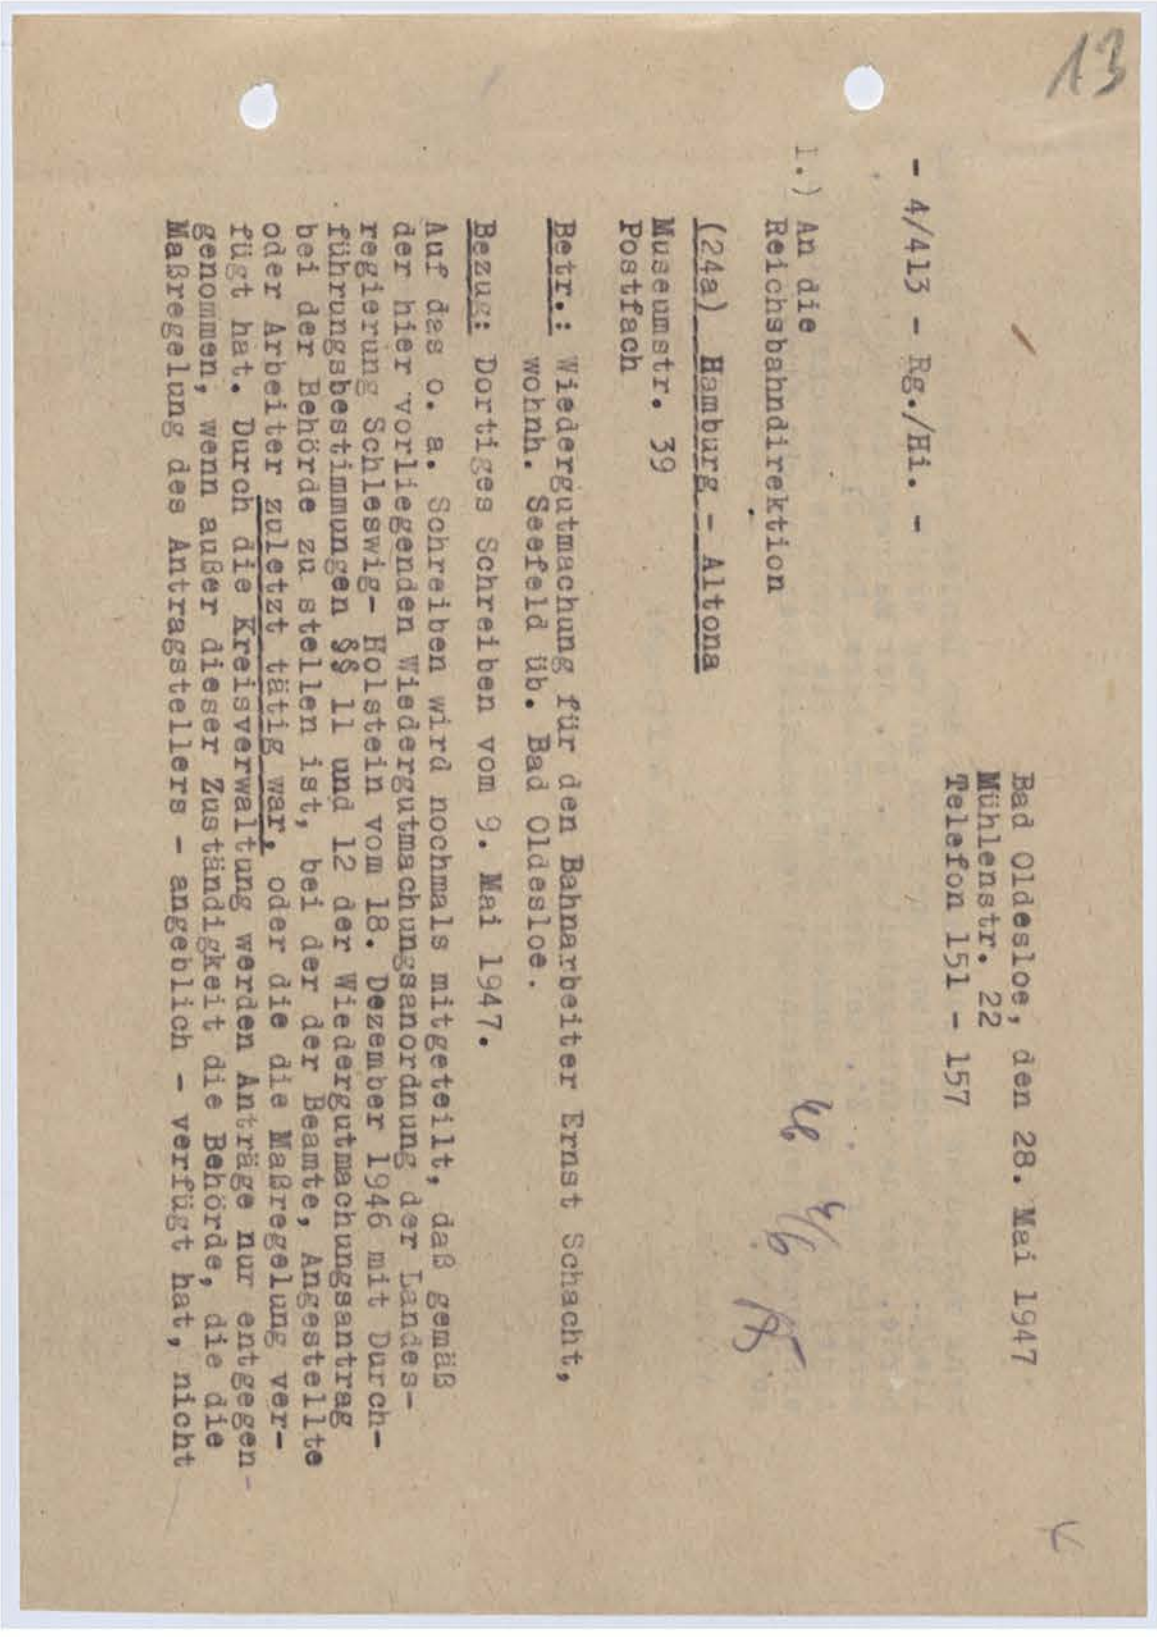 13
Bad Oldesloe, den 28. Mai 1947.
Mühlenstr. 22
Telefon 151 - 157
- 4/413 - Rg./Hi. -
1.) An die
Reichsbahndirektion
(24a) Hamburg - Altona
Museumstr. 39
Postfach
Betr.: Wiedergutmachung für den Bahnarbeiter Ernst Schacht,
wohnh. Seefeld üb. Bad Oldesloe.
Bezug: Dortiges Schreiben vom 9. Mai 1947.
Auf das o. a. Schreiben wird nochmals mitgeteilt, daß gemäß
der hier vorliegenden Wiedergutmachungsanordnung der Landes-
regierung Schleswig- Holstein vom 18. Dezember 1946 mit Durch-
führungsbestimmungen §§ 11 und 12 der Wiedergutmachungsantrag
bei der Behörde zu stellen ist, bei der der Beamte, Angestellte
oder Arbeiter zuletzt tätig war, oder die die Maßregelung ver-
fügt hat. Durch die Kreisverwaltung werden Anträge nur entgegen-
genommen, wenn außer dieser Zuständigkeit die Behörde, die die
Maßregelung des Antragstellers - angeblich - verfügt hat, nicht